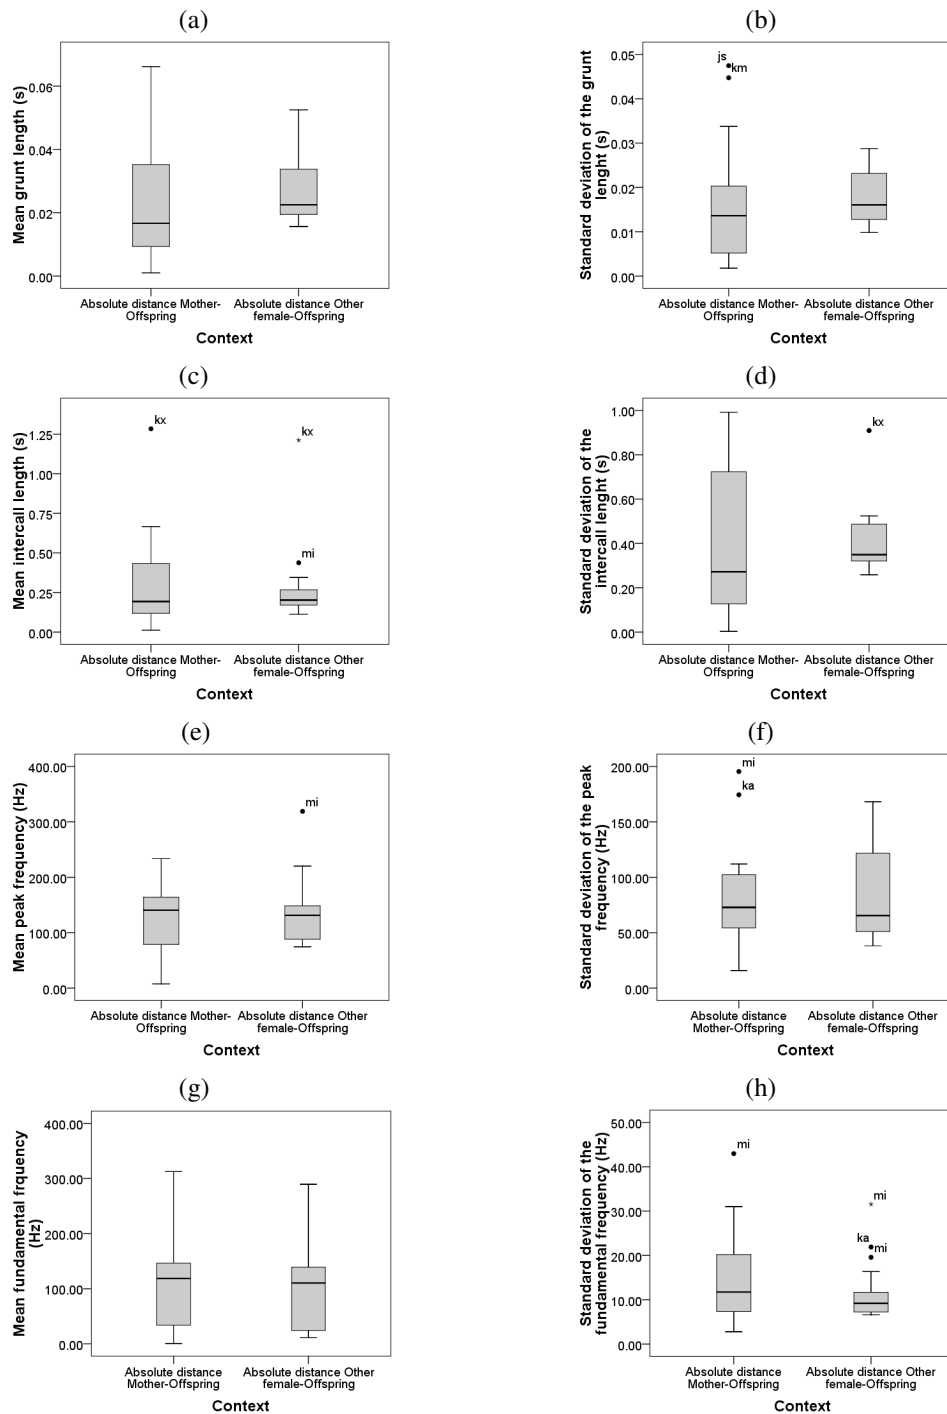 (a)
Mean grunt length (s)
0.06
0.04
0.02
0.00
Absolute distance Mother-
Offspring
Absolute distance Other
female-Offspring
Context
(b)
Standard deviation of the grunt
lenght (s)
0.05
0.04
0.03
0.02
0.01
0.00
js
km
Absolute distance Mother-
Offspring
Absolute distance Other
female-Offspring
Context
(c)
Mean intercall length (s)
1.25
1.00
0.75
0.50
0.25
0.00
kx
kx
mi
Absolute distance Mother-
Offspring
Absolute distance Other
female-Offspring
Context
(d)
Standard deviation of the
intercall lenght (s)
1.00
0.80
0.60
0.40
0.20
0.00
kx
Absolute distance Mother-
Offspring
Absolute distance Other
female-Offspring
Context
(e)
Mean peak frequency (Hz)
400.00
300.00
200.00
100.00
0.00
mi
Absolute distance Mother-
Offspring
Absolute distance Other
female-Offspring
Context
(f)
Standard deviation of the peak
frequency (Hz)
200.00
150.00
100.00
50.00
0.00
mi
ka
Absolute distance
Mother-Offspring
Absolute distance Other
female-Offspring
Context
(g)
Mean fundamental frquency
(Hz)
400.00
300.00
200.00
100.00
0.00
Absolute distance
Mother-Offspring
Absolute distance Other
female-Offspring
Context
(h)
Standard deviation of the
fundamental frequency (Hz)
50.00
40.00
30.00
20.00
10.00
0.00
mi
mi
ka
mi
Absolute distance
Mother-Offspring
Absolute distance Other
female-Offspring
Context